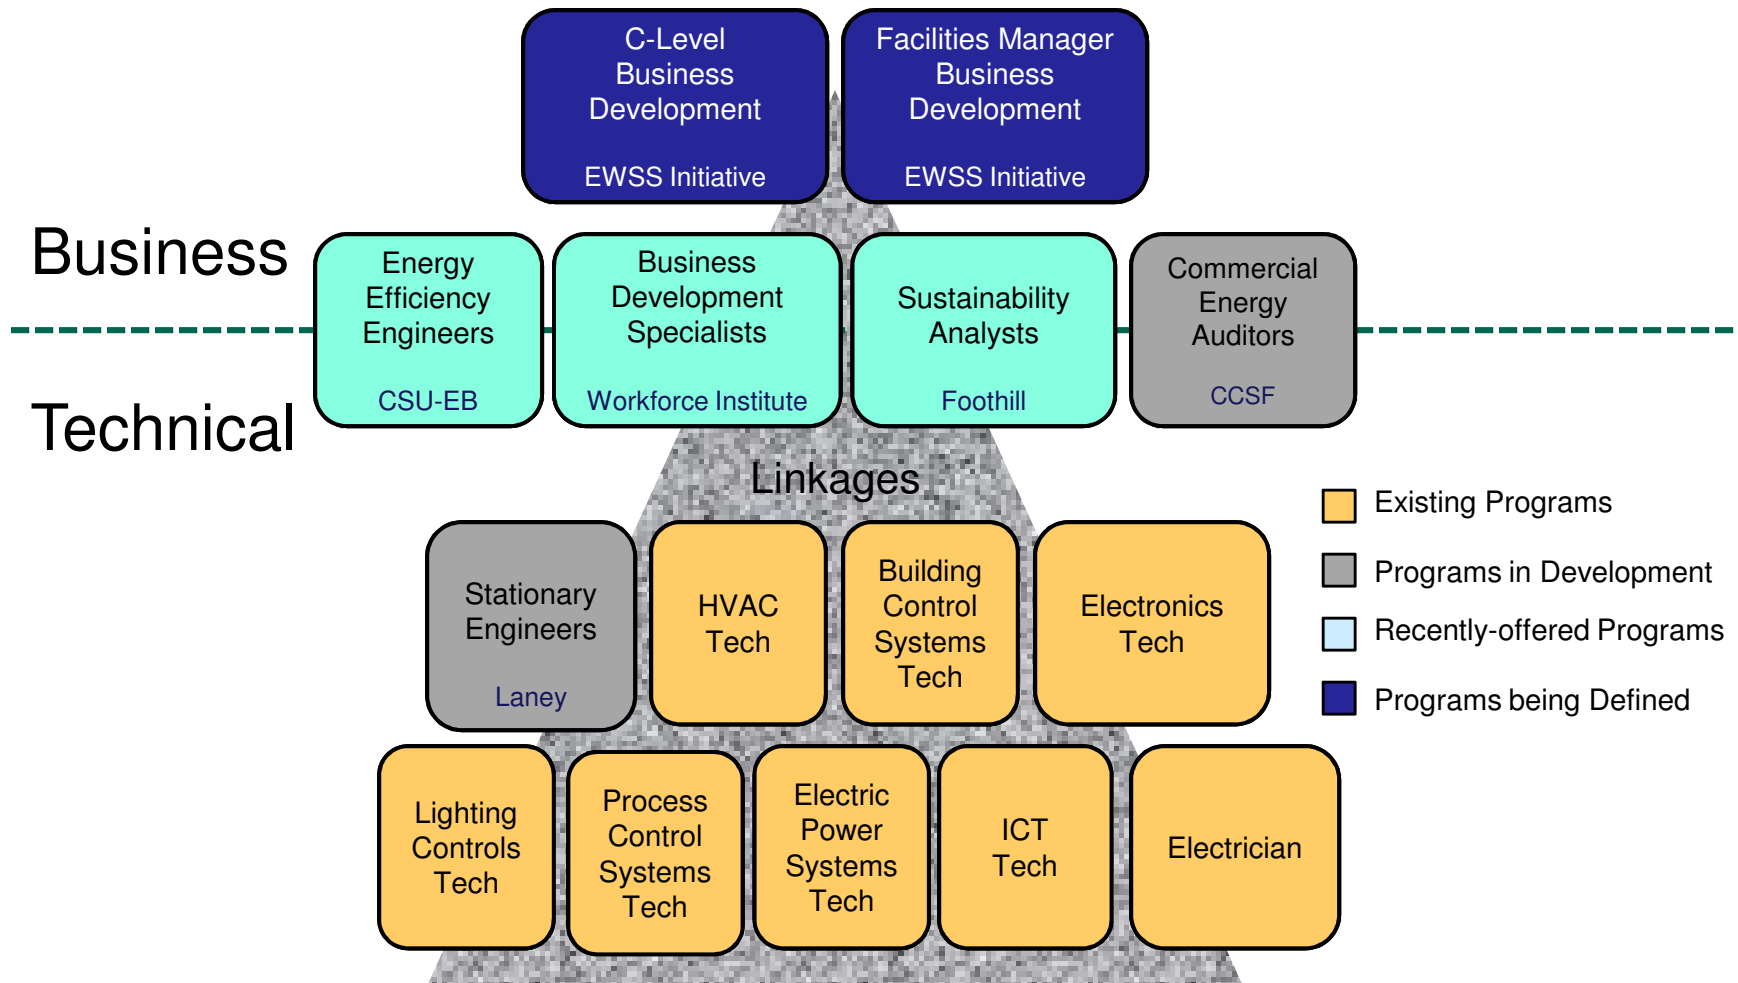 C-Level
Business
Development
EWSS Initiative
Facilities Manager
Business
Development
EWSS Initiative
Business
Energy
Efficiency
Engineers
CSU-EB
Business
Development
Specialists
Workforce Institute
Sustainability
Analysts
Foothill
Commercial
Energy
Auditors
CCSF
Technical
Linkages
Stationary
Engineers
Laney
HVAC
Tech
Building
Control
Systems
Tech
Electronics
Tech
Existing Programs
Programs in Development
Recently-offered Programs
Programs being Defined
Lighting
Controls
Tech
Process
Control
Systems
Tech
Electric
Power
Systems
Tech
ICT
Tech
Electrician